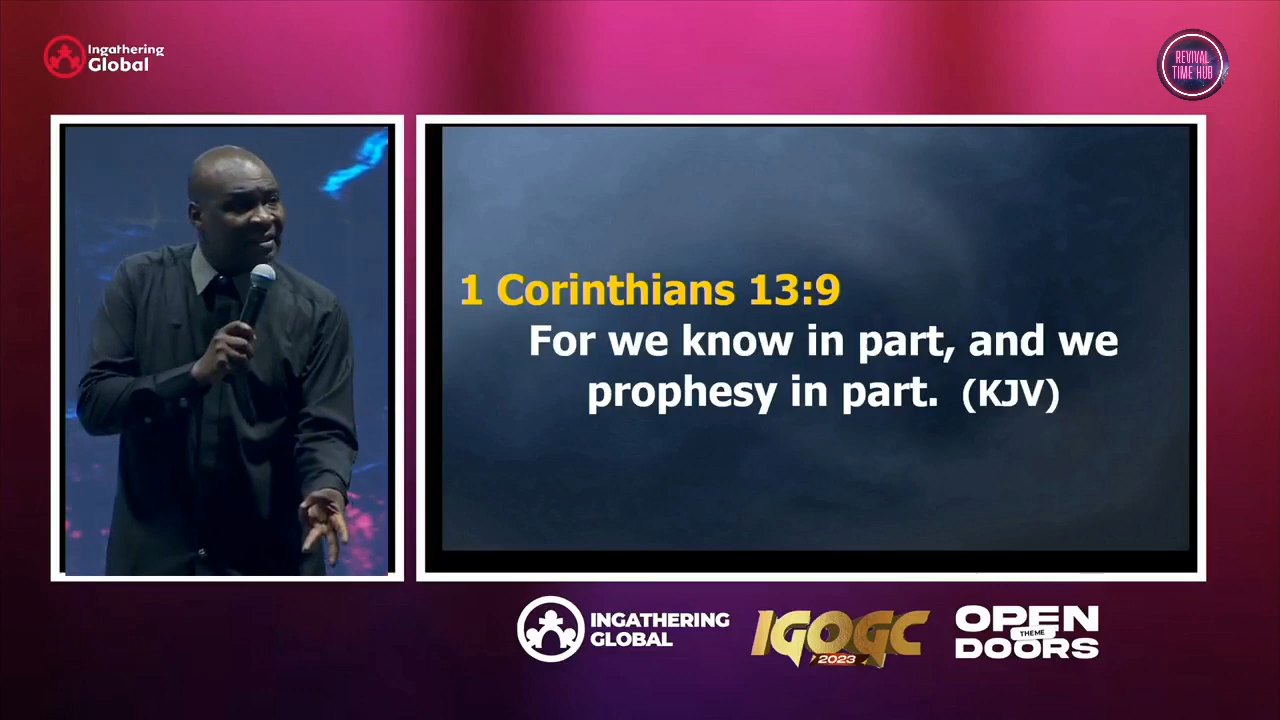 Ingathering
Global
REVIVAL
TIME HUB
1 Corinthians 13:9
For we know in part, and we
prophesy in part. (KJV)
INGATHERING
GLOBAL
IGOGC
2023
OPEN
THEME
DOORS